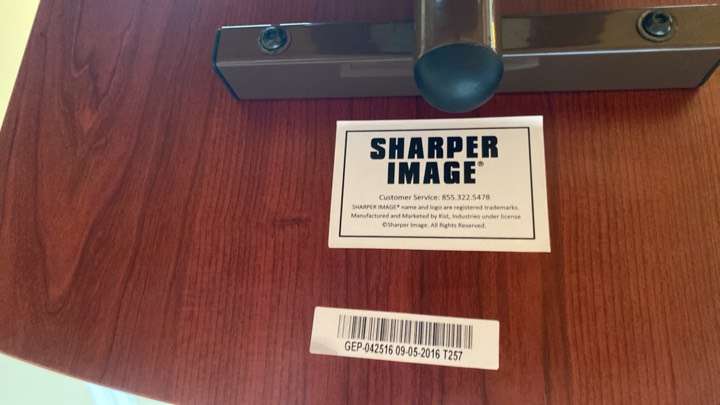 SHARPER
IMAGE®
Customer Service: 855.322.5478
SHARPER IMAGE® name and logo are registered trademarks.
Manufactured and Marketed by Rist, Industries under license
©Sharper Image. All Rights Reserved.
GEP-042516 09-05-2016 T257